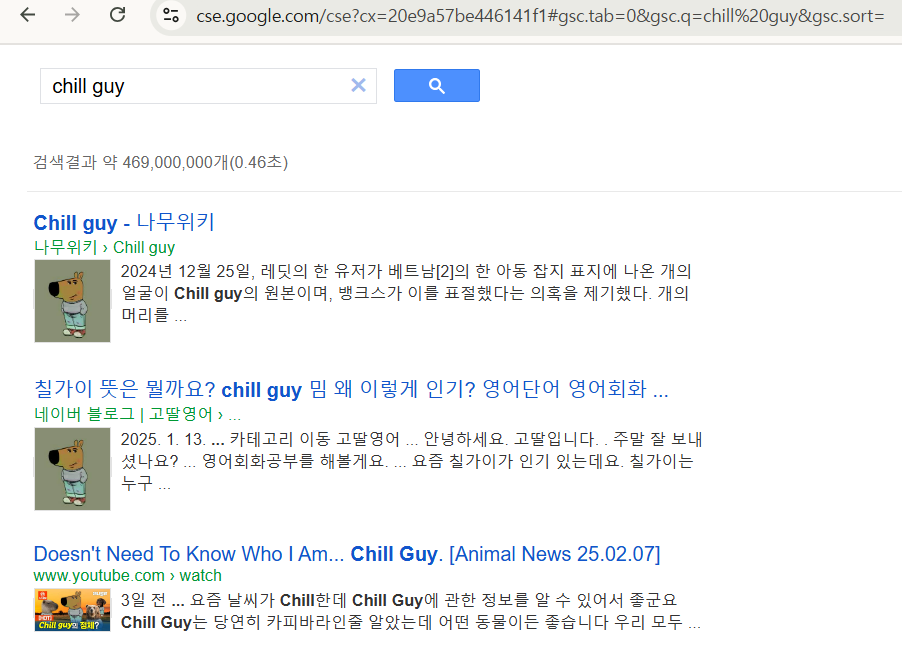 cse.google.com/cse?cx=20e9a57be446141f1#gsc.tab=0&gsc.q=chill%20guy&gsc.sort=
chill guy
검색결과 약 469,000,000개(0.46초)
Chill guy - 나무위키
나무위키 › Chill guy
2024년 12월 25일, 레딧의 한 유저가 베트남[2]의 한 아동 잡지 표지에 나온 개의
얼굴이 Chill guy의 원본이며, 뱅크스가 이를 표절했다는 의혹을 제기했다. 개의
머리를 ...
칠가이 뜻은 뭘까요? chill guy 밈 왜 이렇게 인기? 영어단어 영어회화 ...
네이버 블로그 | 고딸영어 › ...
2025. 1. 13. ... 카테고리 이동 고딸영어 ... 안녕하세요. 고딸입니다. . 주말 잘 보내
셨나요? ... 영어회화공부를 해볼게요. ... 요즘 칠가이가 인기 있는데요. 칠가이는
누구 ...
Doesn't Need To Know Who I Am... Chill Guy. [Animal News 25.02.07]
www.youtube.com › watch
3일 전 ... 요즘 날씨가 Chill한데 Chill Guy에 관한 정보를 알 수 있어서 좋군요
Chill Guy는 당연히 카피바라인줄 알았는데 어떤 동물이든 좋습니다 우리 모두 ...
Chill guy의 정체?